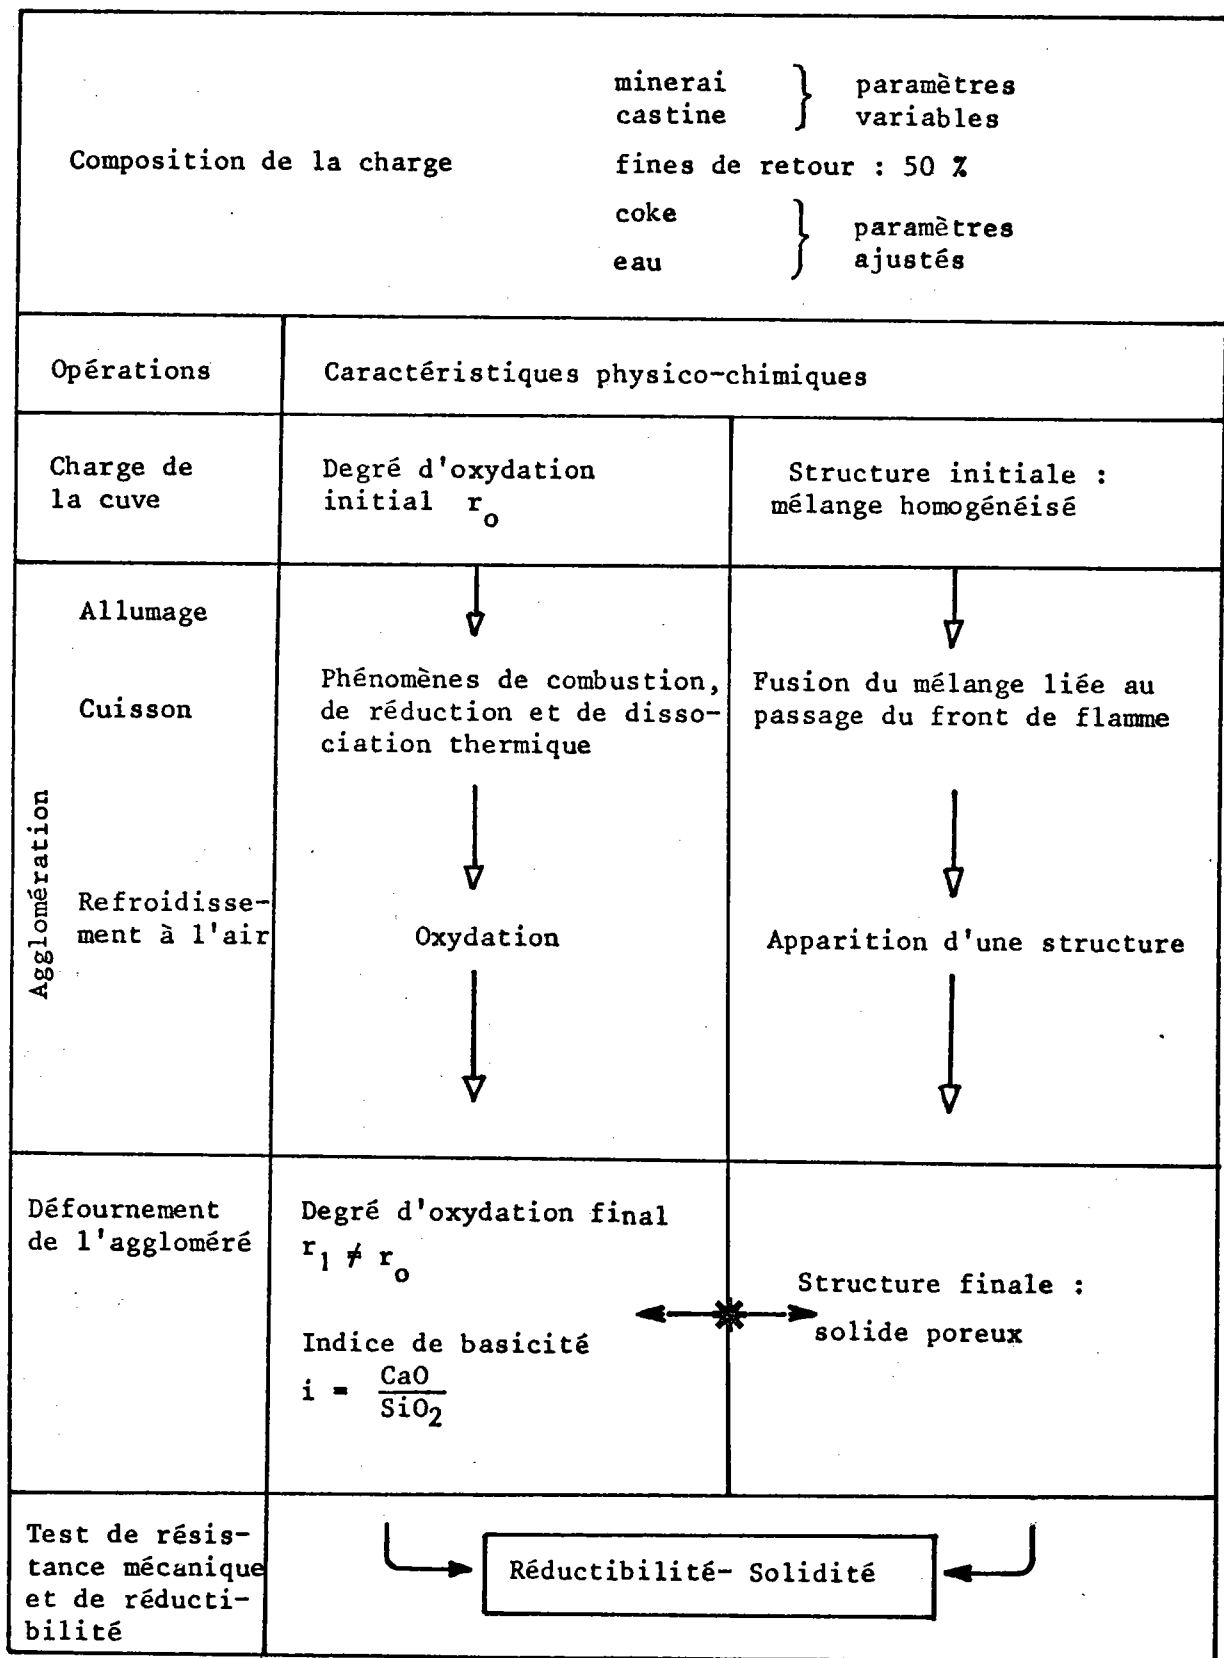 minerai
castine
} paramètres
variables
Composition de la charge
fines de retour : 50 %
coke
eau
} paramètres
ajustés
Opérations
Caractéristiques physico-chimiques
Charge de
la cuve
Degré d'oxydation
initial r_o
Structure initiale :
mélange homogénéisé
Agglomération
Allumage
Cuisson
Phénomènes de combustion,
de réduction et de disso-
ciation thermique
Fusion du mélange liée au
passage du front de flamme
Refroidisse-
ment à l'air
Oxydation
Apparition d'une structure
Défournement
de l'aggloméré
Degré d'oxydation final
r_1 ≠ r_o
Indice de basicité
i = CaO/SiO2
Structure finale :
solide poreux
Test de résis-
tance mécanique
et de réducti-
bilité
Réductibilité- Solidité